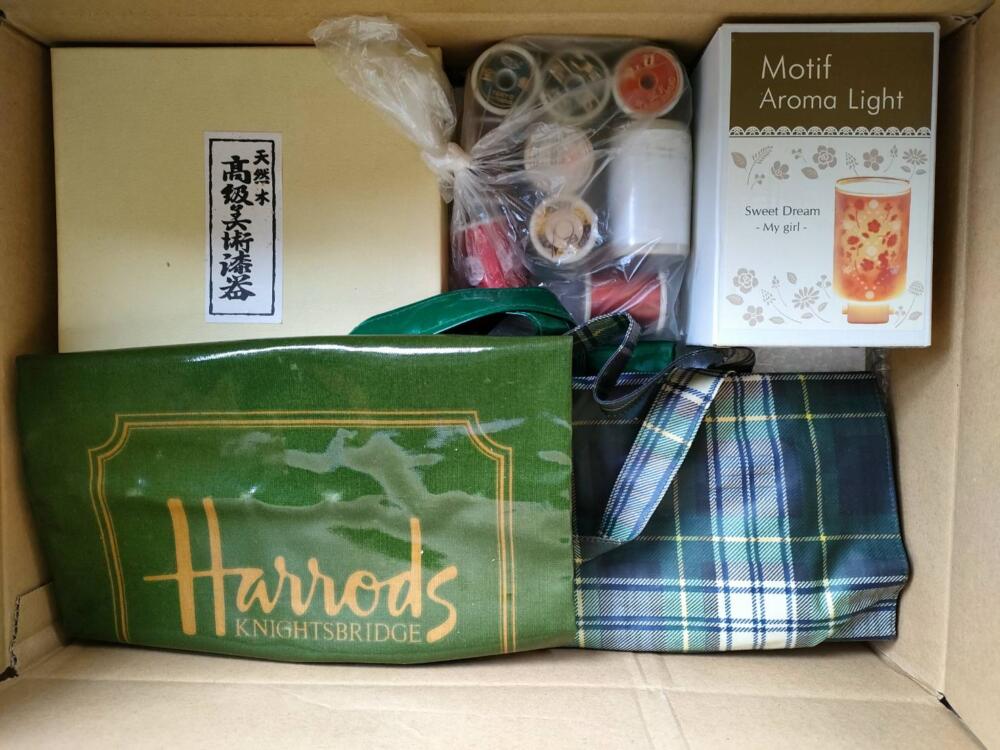 天然木
高級美術漆器
Motif
Aroma Light
Sweet Dream
- My girl -
Harrods
KNIGHTSBRIDGE